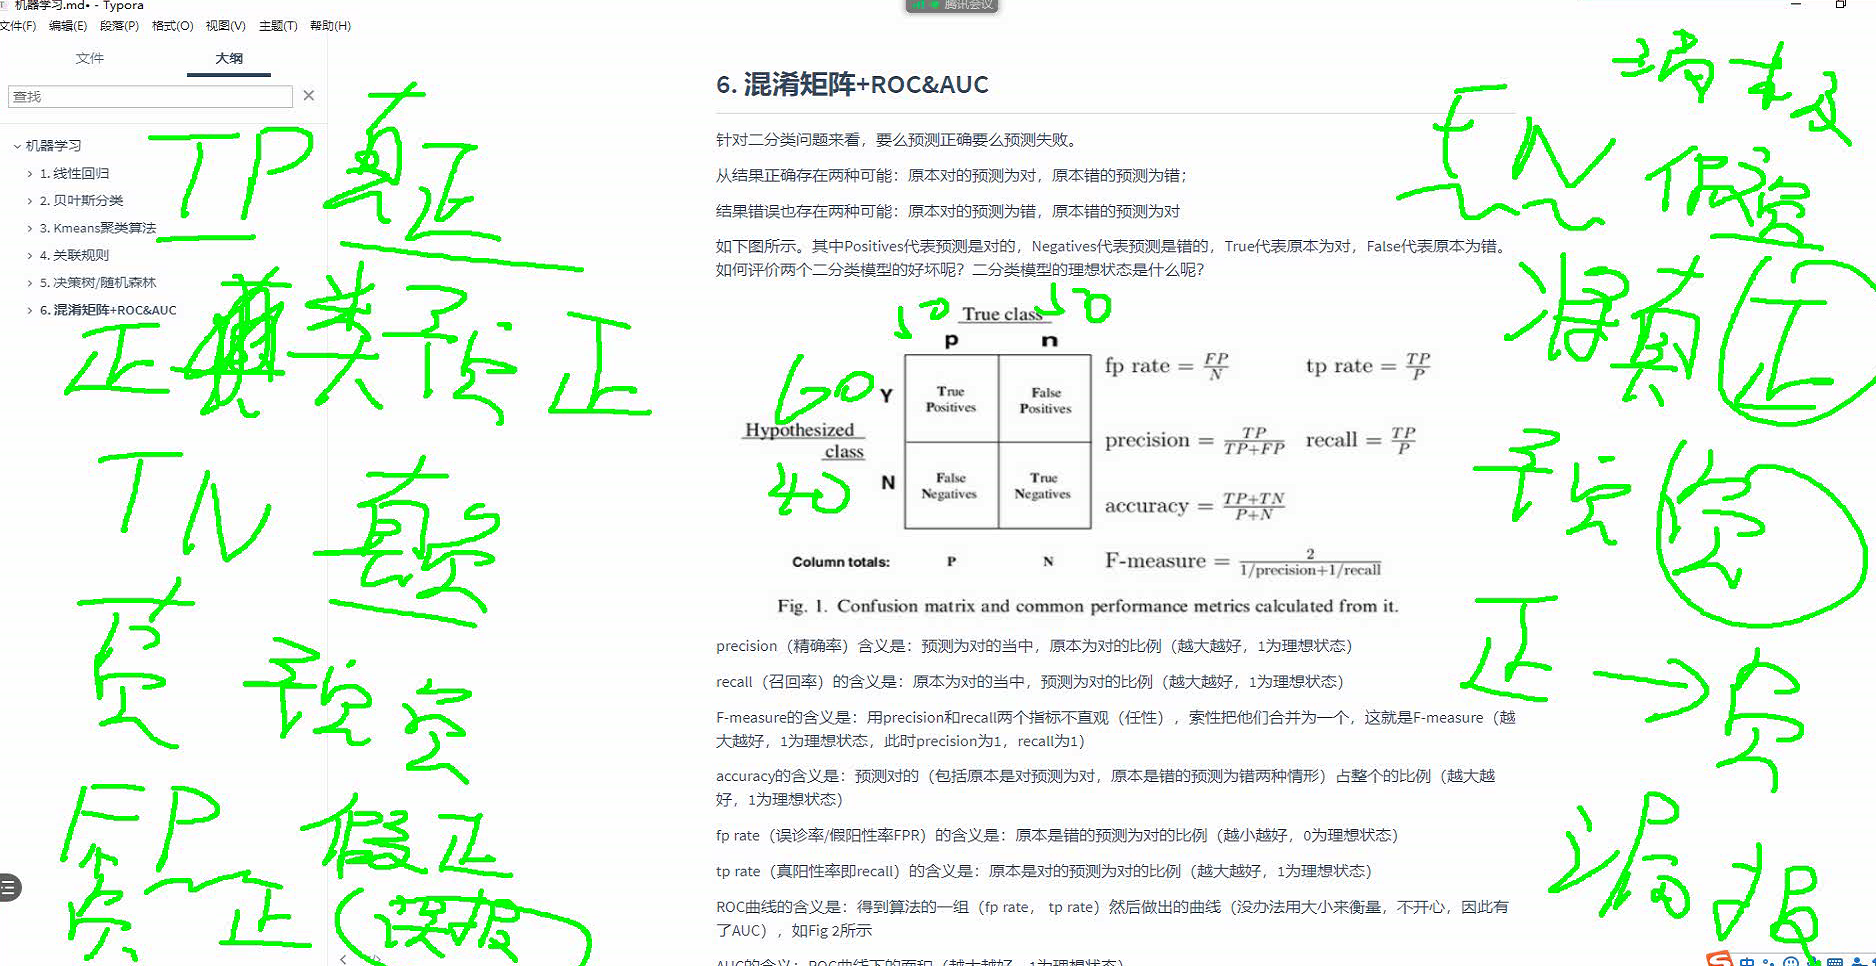 机器学习.md• - Typora
腾讯会议
文件(F) 编辑(E) 段落(P) 格式(O) 视图(V) 主题(T) 帮助(H)
文件 大纲
查找
机器学习
1. 线性回归
2. 贝叶斯分类
3. Kmeans聚类算法
4. 关联规则
5. 决策树/随机森林
6. 混淆矩阵+ROC&AUC
TP 真正
正 类预 正
TN 真负
负 预负
FP 假正
负 正 (误报)
6. 混淆矩阵+ROC&AUC
针对二分类问题来看，要么预测正确要么预测失败。
从结果正确存在两种可能：原本对的预测为对，原本错的预测为错；
结果错误也存在两种可能：原本对的预测为错，原本错的预测为对
如下图所示。其中Positives代表预测是对的，Negatives代表预测是错的，True代表原本为对，False代表原本为错。
如何评价两个二分类模型的好坏呢？二分类模型的理想状态是什么呢？
True class
p n
60 Y True Positives False Positives
Hypothesized class
40 N False Negatives True Negatives
Column totals: P N
fp rate = FP/N tp rate = TP/P
precision = TP/TP+FP recall = TP/P
accuracy = TP+TN/P+N
F-measure = 2/1/precision+1/recall
Fig. 1. Confusion matrix and common performance metrics calculated from it.
precision（精确率）含义是：预测为对的当中，原本为对的比例（越大越好，1为理想状态）
recall（召回率）的含义是：原本为对的当中，预测为对的比例（越大越好，1为理想状态）
F-measure的含义是：用precision和recall两个指标不直观（任性），索性把他们合并为一个，这就是F-measure（越
大越好，1为理想状态，此时precision为1，recall为1）
accuracy的含义是：预测对的（包括原本是对预测为对，原本是错的预测为错两种情形）占整个的比例（越大越
好，1为理想状态）
fp rate（误诊率/假阳性率FPR）的含义是：原本是错的预测为对的比例（越小越好，0为理想状态）
tp rate（真阳性率即recall）的含义是：原本是对的预测为对的比例（越大越好，1为理想状态）
ROC曲线的含义是：得到算法的一组（fp rate， tp rate）然后做出的曲线（没办法用大小来衡量，不开心，因此有
了AUC），如Fig 2所示
AUC的含义：ROC曲线下的面积（越大越好，1为理想状态）
FN 假负
将真正
预负
正 → 负
漏报
中